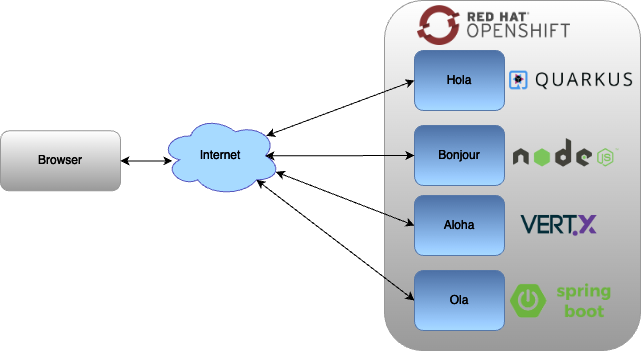 RED HAT®
OPENSHIFT
Hola
QUARKUS
Browser
Internet
Bonjour
node
JS
Aloha
VERT.X
Ola
spring
boot